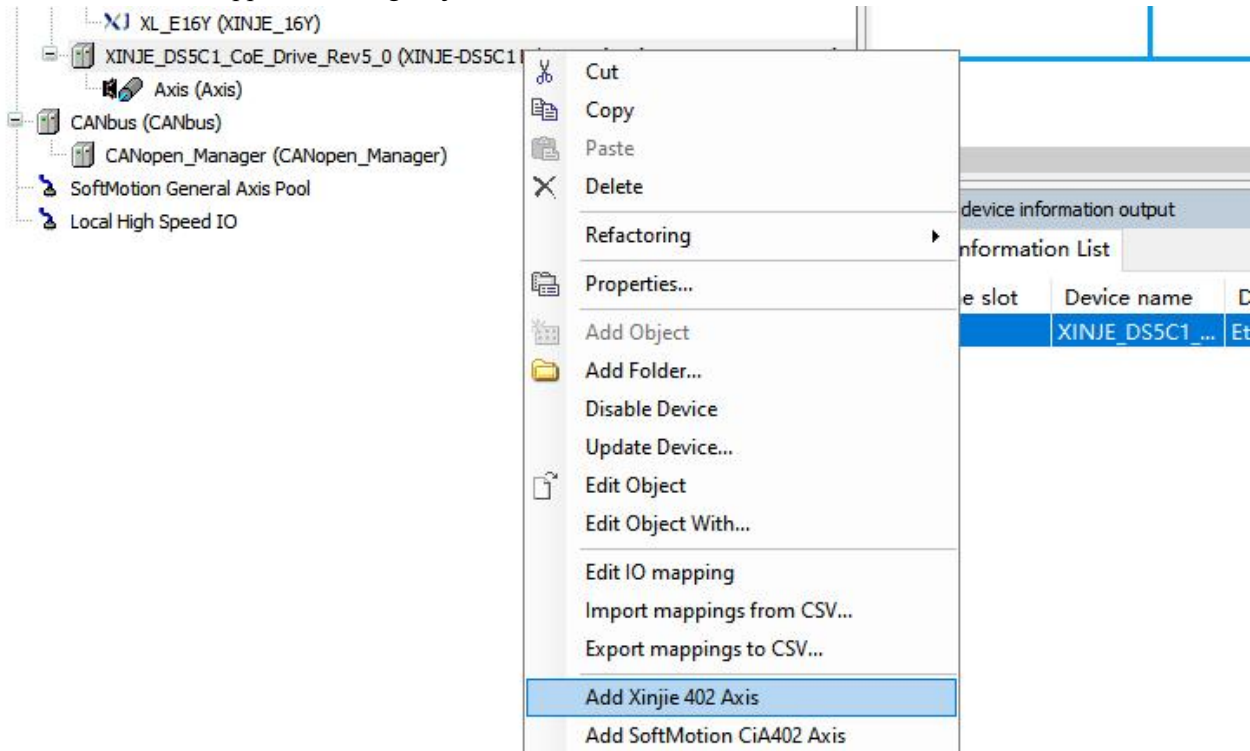 XL_E16Y (XINJE_16Y)
XINJE_DS5C1_CoE_Drive_Rev5_0 (XINJE-DS5C1
Axis (Axis)
CANbus (CANbus)
CANopen_Manager (CANopen_Manager)
SoftMotion General Axis Pool
Local High Speed IO
Cut
Copy
Paste
Delete
Refactoring
Properties...
Add Object
Add Folder...
Disable Device
Update Device...
Edit Object
Edit Object With...
Edit IO mapping
Import mappings from CSV...
Export mappings to CSV...
Add Xinjie 402 Axis
Add SoftMotion CiA402 Axis
device information output
nformation List
e slot Device name D
XINJE_DS5C1_... Et